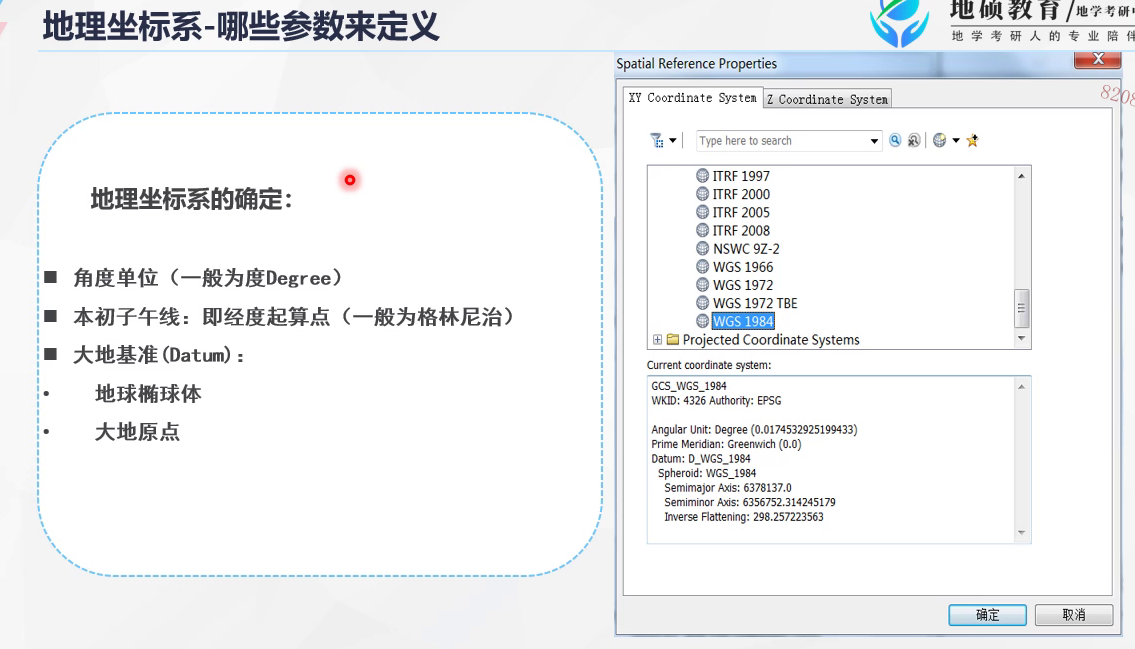 地理坐标系-哪些参数来定义
地硕教育/地学考研
地学考研人的专业陪伴
地理坐标系的确定：
■ 角度单位（一般为度Degree）
■ 本初子午线：即经度起算点（一般为格林尼治）
■ 大地基准(Datum)：
• 地球椭球体
• 大地原点
Spatial Reference Properties
XY Coordinate System
Z Coordinate System
8208
Type here to search
ITRF 1997
ITRF 2000
ITRF 2005
ITRF 2008
NSWC 9Z-2
WGS 1966
WGS 1972
WGS 1972 TBE
WGS 1984
Projected Coordinate Systems
Current coordinate system:
GCS_WGS_1984
WKID: 4326 Authority: EPSG
Angular Unit: Degree (0.0174532925199433)
Prime Meridian: Greenwich (0.0)
Datum: D_WGS_1984
Spheroid: WGS_1984
Semimajor Axis: 6378137.0
Semiminor Axis: 6356752.314245179
Inverse Flattening: 298.257223563
确定
取消